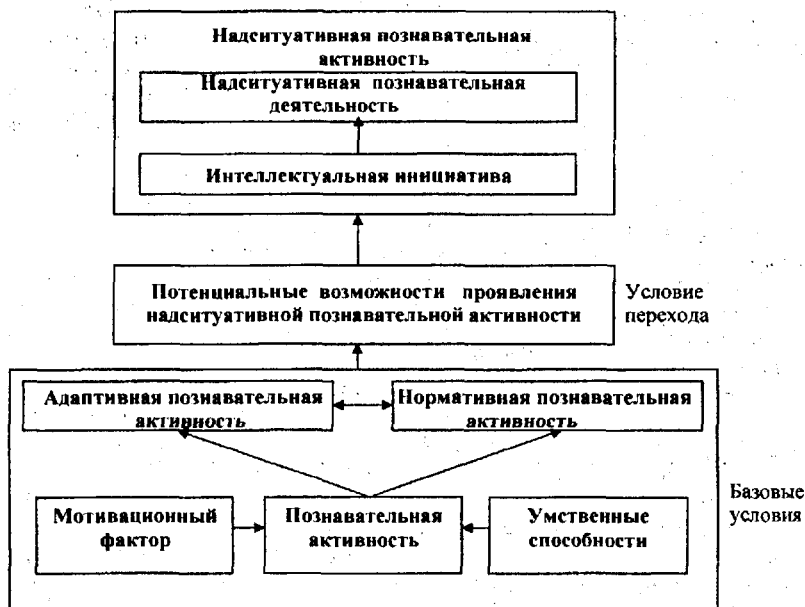 Надситуативная познавательная
активность
Надситуативная познавательная
деятельность
Интеллектуальная инициатива
Потенциальные возможности проявления
надситуативной познавательной активности
Условие
перехода
Адаптивная познавательная
активность
Нормативная познавательная
активность
Мотивационный
фактор
Познавательная
активность
Умственные
способности
Базовые
условия